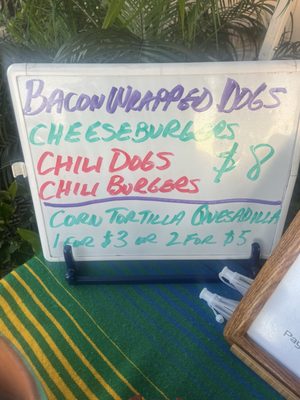 BACON WRAPPED DOGS
CHEESEBURGERS
CHILI DOGS $8
CHILI BURGERS
CORN TORTILLA QUESADILLA
1 FOR $3 OR 2 FOR $5
Pay